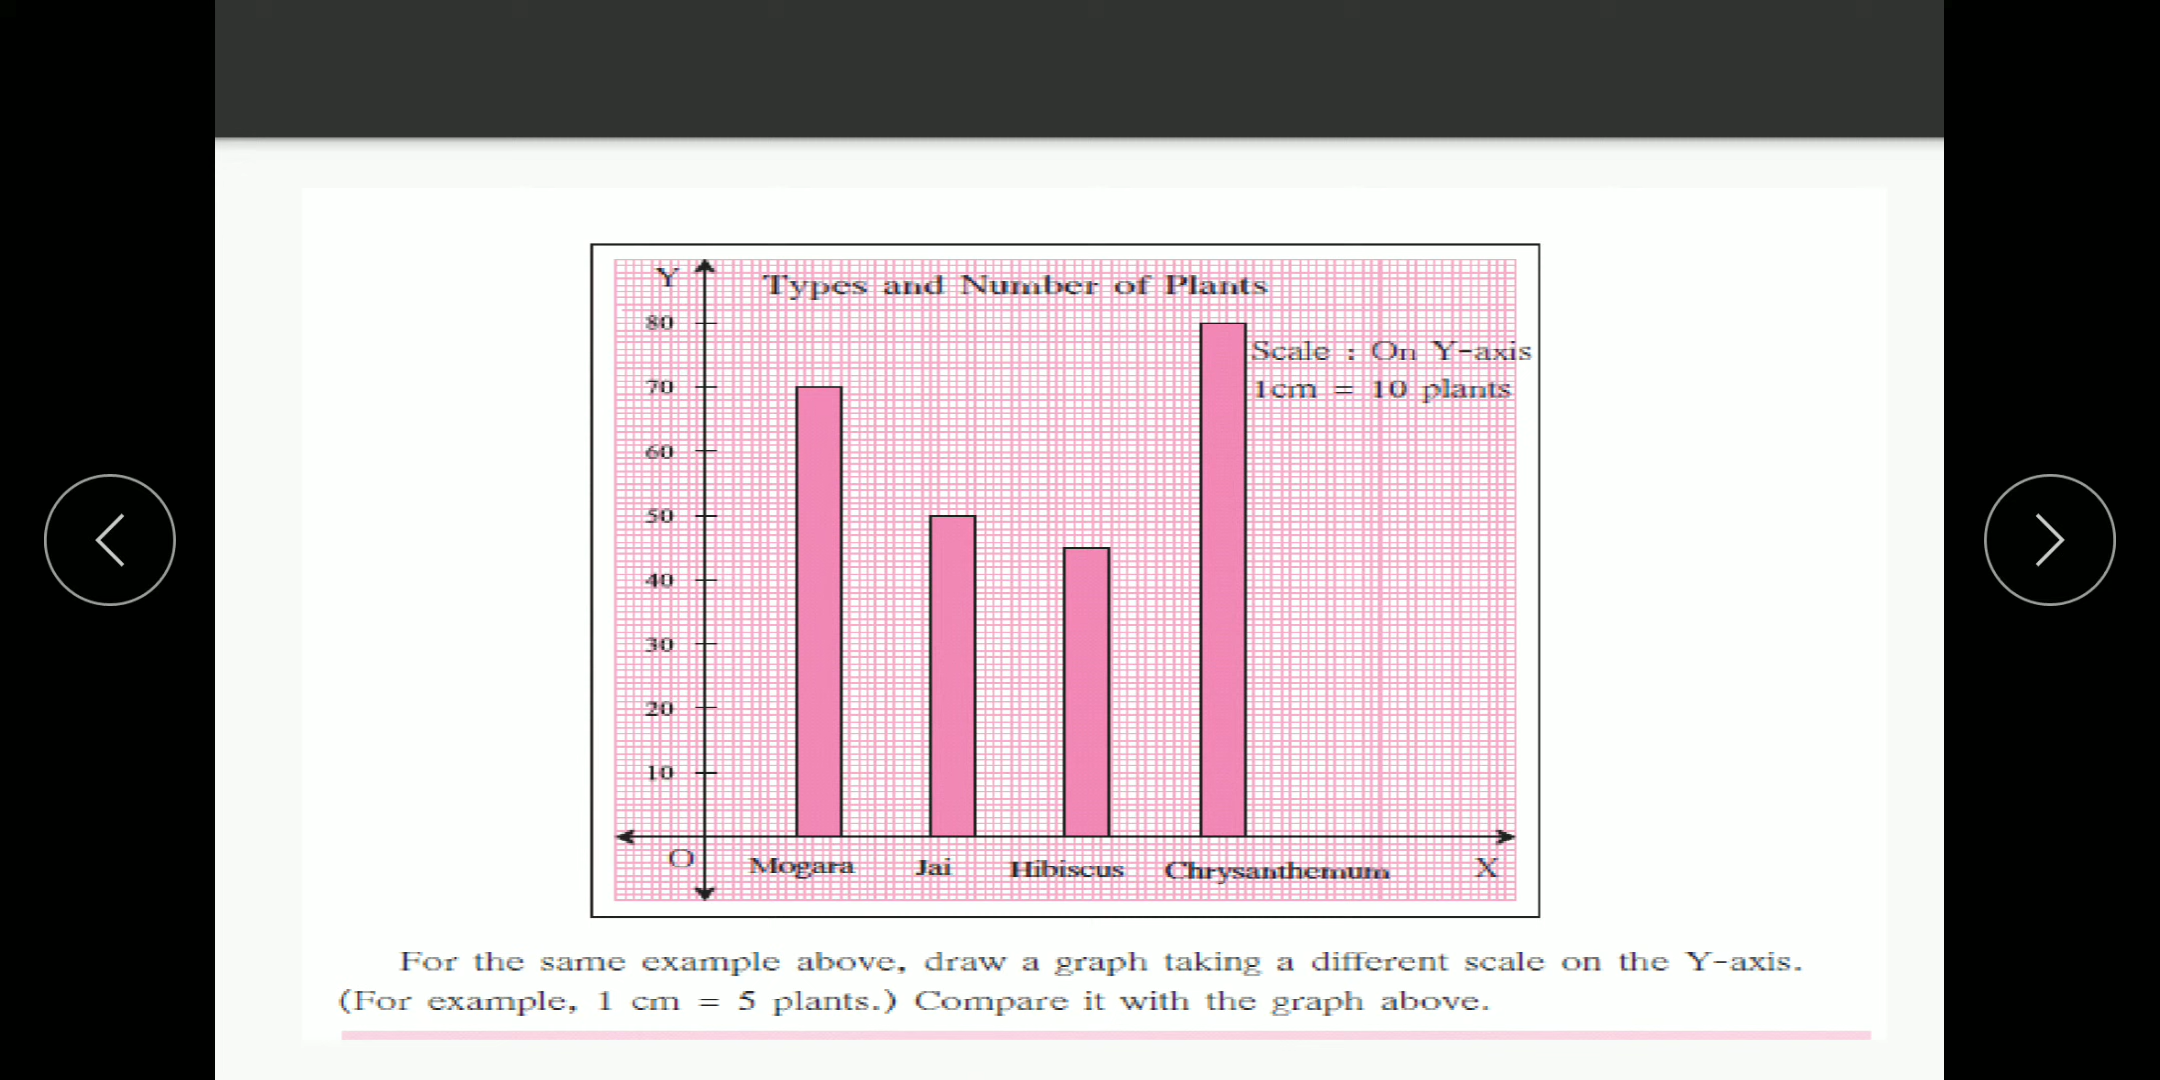 Y
Types and Number of Plants
80
Scale : On Y-axis
70
1cm = 10 plants
60
50
40
30
20
10
O
Mogara Jai Hibiscus Chrysanthemum X
For the same example above, draw a graph taking a different scale on the Y-axis.
(For example, 1 cm = 5 plants.) Compare it with the graph above.